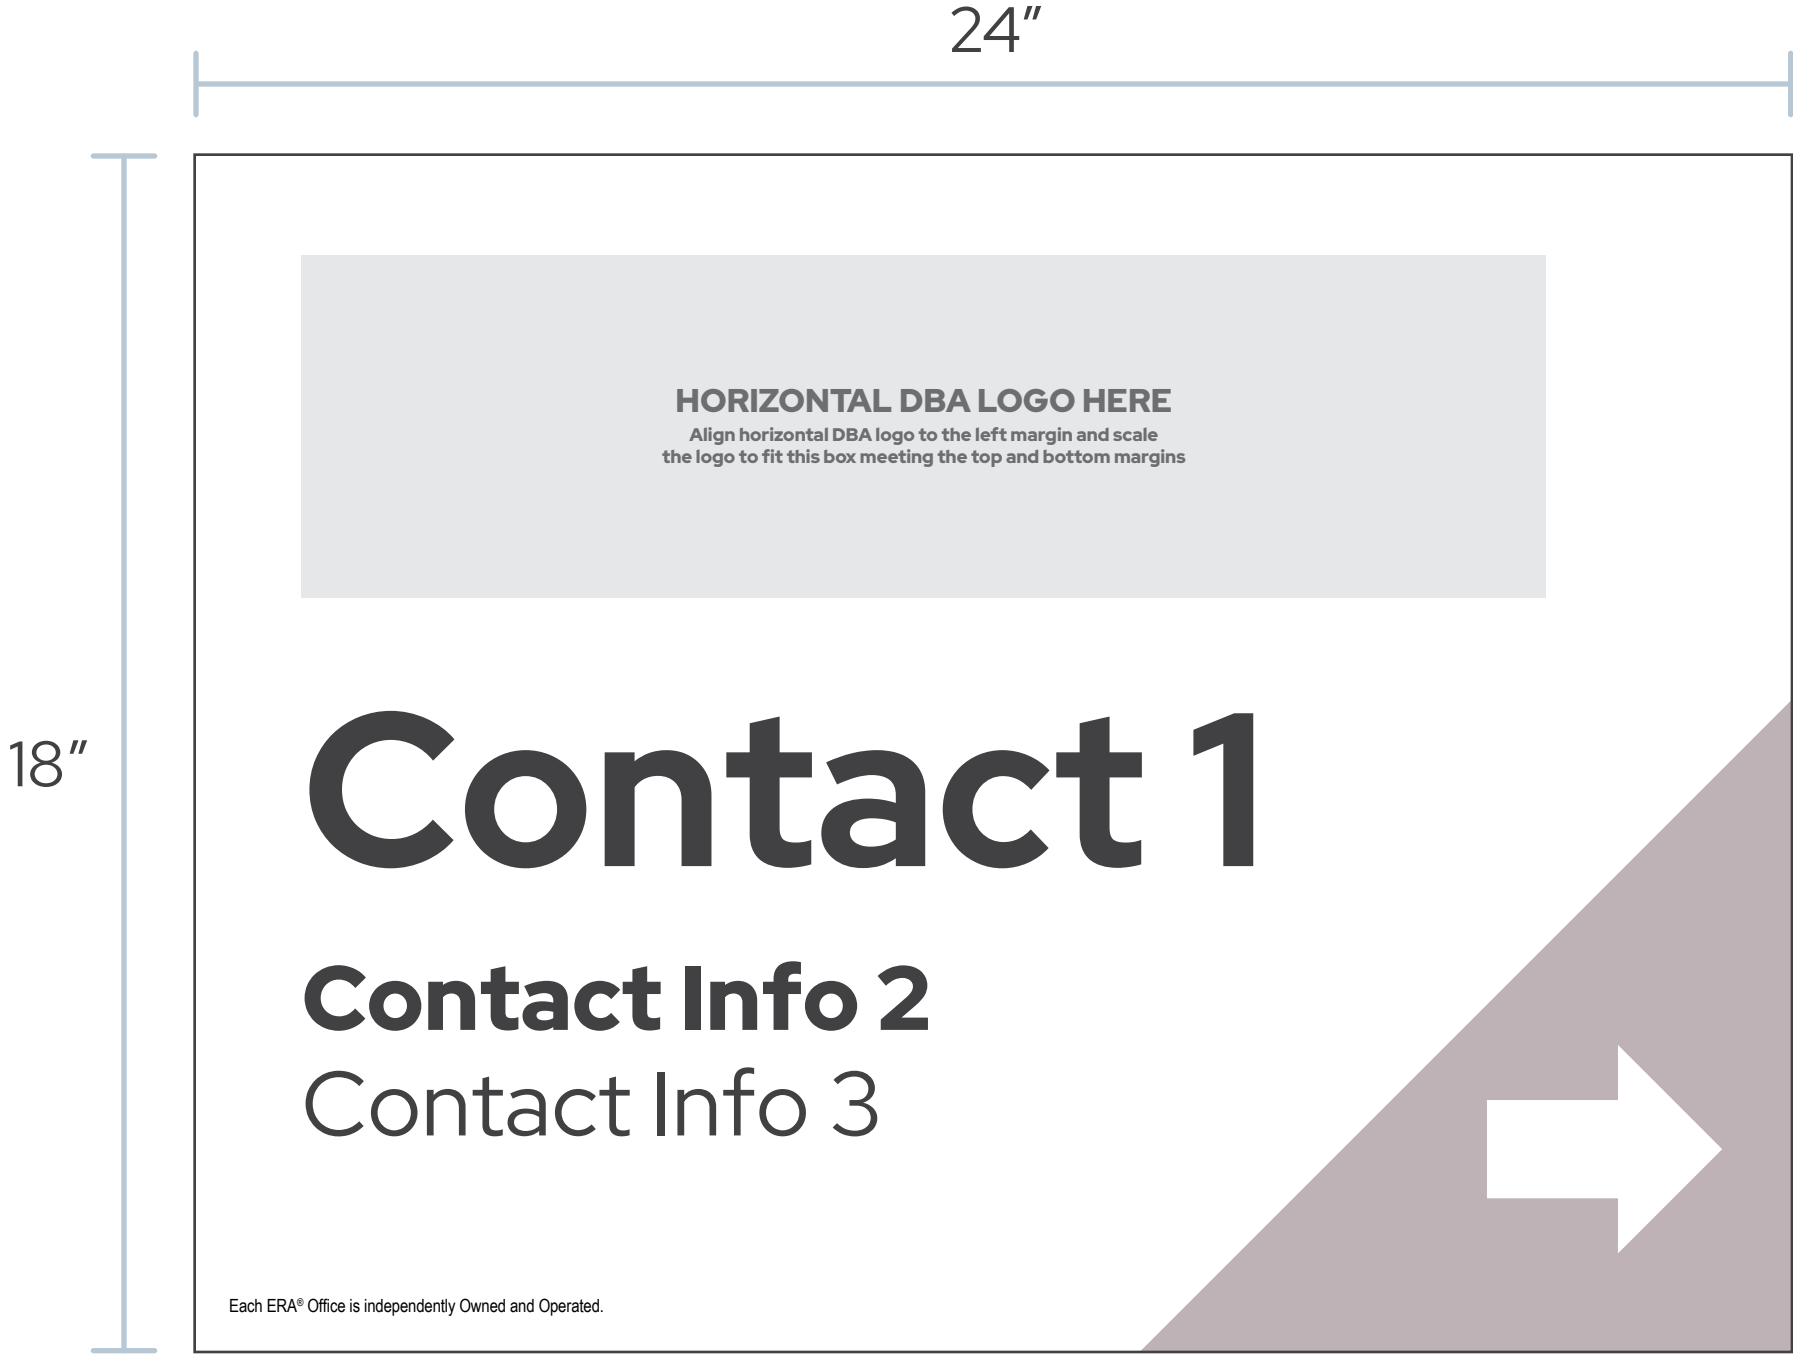 24″
18″
HORIZONTAL DBA LOGO HERE
Align horizontal DBA logo to the left margin and scale
the logo to fit this box meeting the top and bottom margins
Contact 1
Contact Info 2
Contact Info 3
Each ERA® Office is independently Owned and Operated.